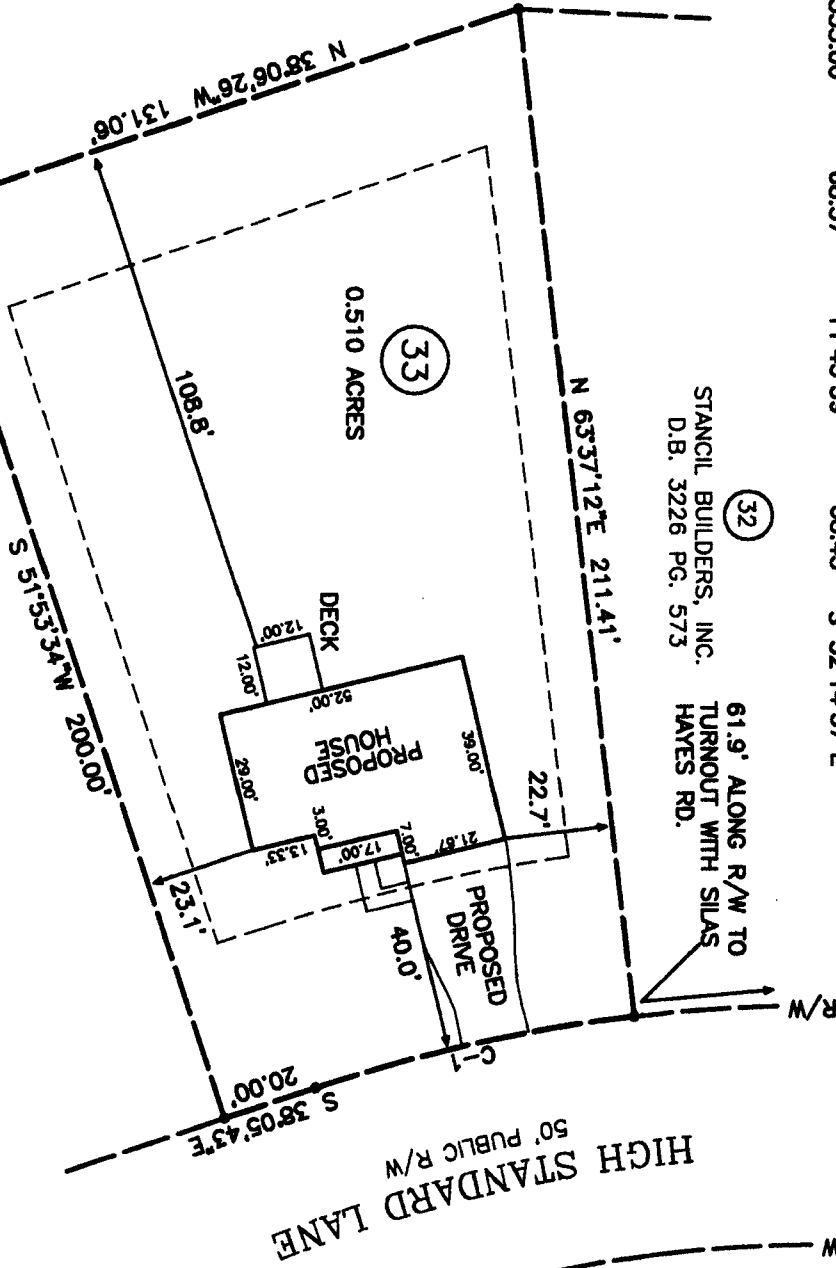 32
STANCIL BUILDERS, INC.
D.B. 3226 PG. 573
61.9' ALONG R/W TO
TURNOUT WITH SILAS
HAYES RD.
N 63°37'12"E 211.41'
N 38°06'26"W 131.06'
33
0.510 ACRES
108.8'
DECK
12.00'
12.00'
52.00'
39.00'
PROPOSED
HOUSE
29.00'
3.00'
13.33'
17.00'
7.00'
21.67'
22.7'
23.1'
40.0'
PROPOSED
DRIVE
S 51°53'34"W 200.00'
C-1
R/W
20.00'
S 38°05'43"E
50' PUBLIC R/W
HIGH STANDARD LANE